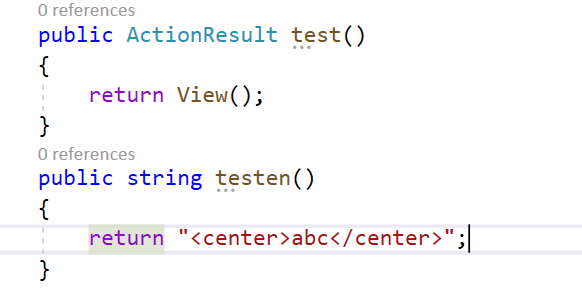 0 references
public ActionResult test()
{
return View();
}
0 references
public string testen()
{
return "<center>abc</center>";
}